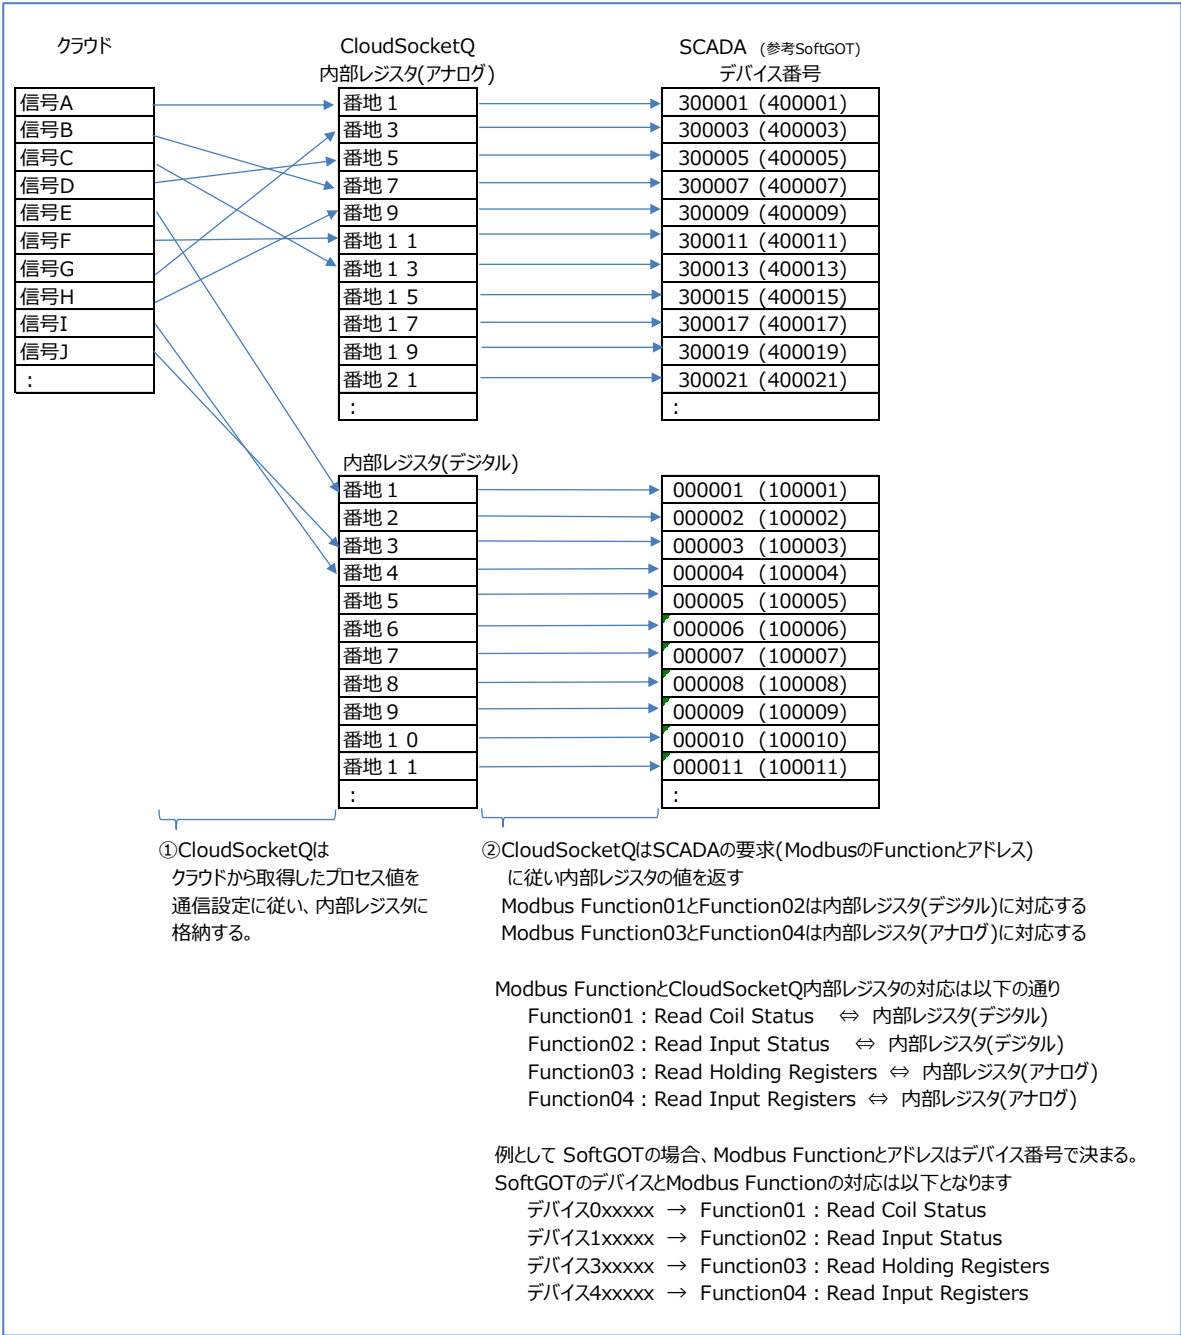 クラウド
CloudSocketQ
内部レジスタ(アナログ)
SCADA (参考SoftGOT)
デバイス番号
信号A
信号B
信号C
信号D
信号E
信号F
信号G
信号H
信号I
信号J
:
番地1
番地3
番地5
番地7
番地9
番地11
番地13
番地15
番地17
番地19
番地21
:
300001 (400001)
300003 (400003)
300005 (400005)
300007 (400007)
300009 (400009)
300011 (400011)
300013 (400013)
300015 (400015)
300017 (400017)
300019 (400019)
300021 (400021)
:
内部レジスタ(デジタル)
番地1
番地2
番地3
番地4
番地5
番地6
番地7
番地8
番地9
番地10
番地11
:
000001 (100001)
000002 (100002)
000003 (100003)
000004 (100004)
000005 (100005)
000006 (100006)
000007 (100007)
000008 (100008)
000009 (100009)
000010 (100010)
000011 (100011)
:
①CloudSocketQは
クラウドから取得したプロセス値を
通信設定に従い、内部レジスタに
格納する。
②CloudSocketQはSCADAの要求(ModbusのFunctionとアドレス)
に従い内部レジスタの値を返す
Modbus Function01とFunction02は内部レジスタ(デジタル)に対応する
Modbus Function03とFunction04は内部レジスタ(アナログ)に対応する
Modbus FunctionとCloudSocketQ内部レジスタの対応は以下の通り
Function01:Read Coil Status ⇔ 内部レジスタ(デジタル)
Function02:Read Input Status ⇔ 内部レジスタ(デジタル)
Function03:Read Holding Registers ⇔ 内部レジスタ(アナログ)
Function04:Read Input Registers ⇔ 内部レジスタ(アナログ)
例として SoftGOTの場合、Modbus Functionとアドレスはデバイス番号で決まる。
SoftGOTのデバイスとModbus Functionの対応は以下となります
デバイス0xxxxx → Function01:Read Coil Status
デバイス1xxxxx → Function02:Read Input Status
デバイス3xxxxx → Function03:Read Holding Registers
デバイス4xxxxx → Function04:Read Input Registers